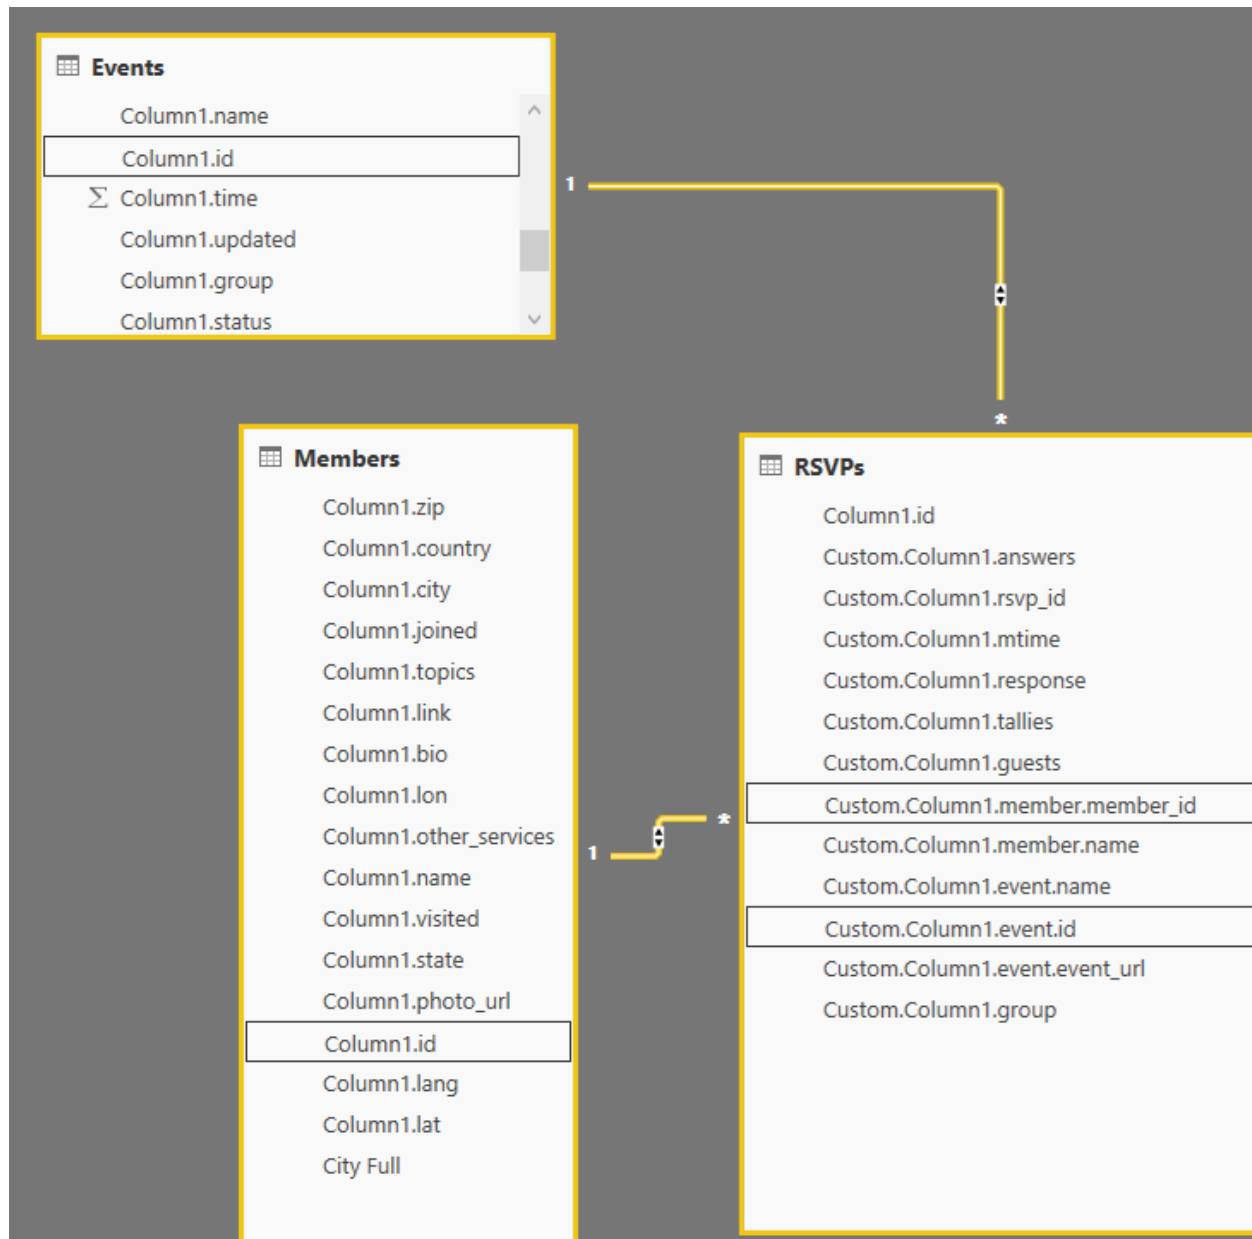 Events
Column1.name
Column1.id
Σ Column1.time
Column1.updated
Column1.group
Column1.status
1
*
Members
Column1.zip
Column1.country
Column1.city
Column1.joined
Column1.topics
Column1.link
Column1.bio
Column1.lon
Column1.other_services
Column1.name
Column1.visited
Column1.state
Column1.photo_url
Column1.id
Column1.lang
Column1.lat
City Full
1
*
RSVPs
Column1.id
Custom.Column1.answers
Custom.Column1.rsvp_id
Custom.Column1.mtime
Custom.Column1.response
Custom.Column1.tallies
Custom.Column1.guests
Custom.Column1.member.member_id
Custom.Column1.member.name
Custom.Column1.event.name
Custom.Column1.event.id
Custom.Column1.event.event_url
Custom.Column1.group